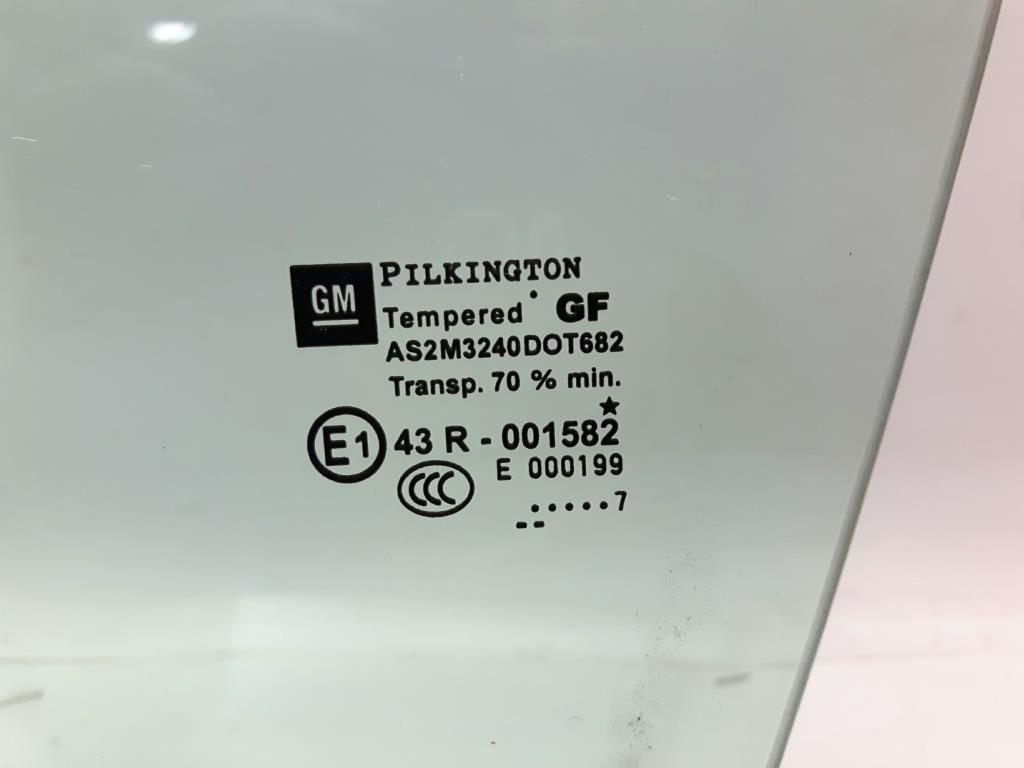 GM
PILKINGTON
Tempered GF
AS2M3240DOT682
Transp. 70 % min.
E1 43 R - 001582
CCC E 000199
.....7